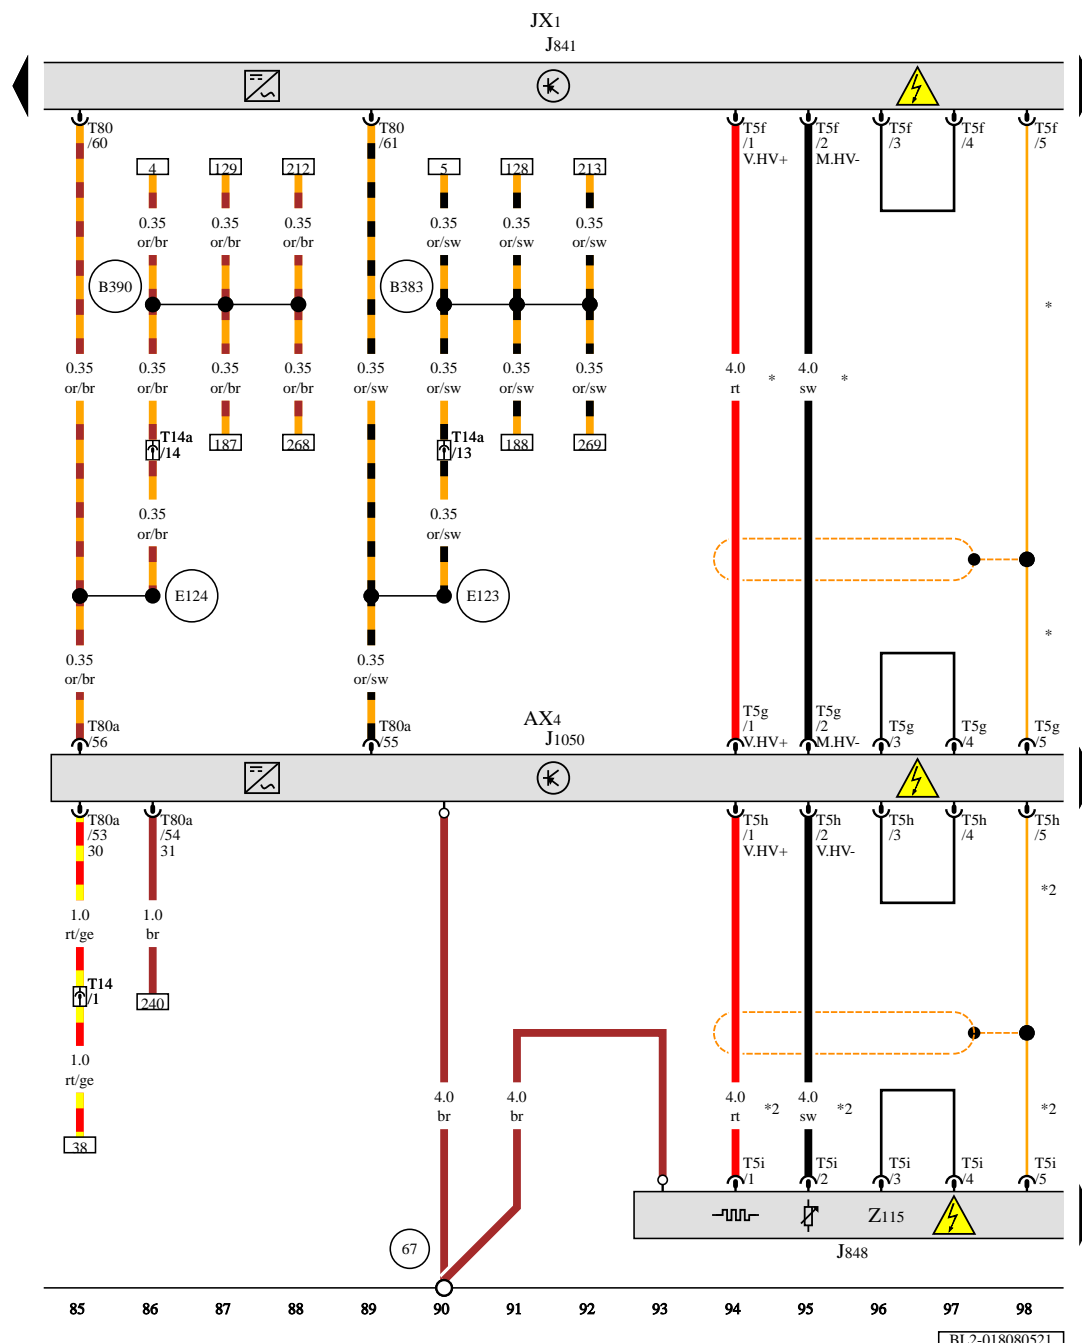 JX1
J841
T80 T80 T5f T5f T5f T5f T5f
/60 /61 /1 /2 /3 /4 /5
V.HV+ M.HV-
4 129 212 5 128 213
0.35 0.35 0.35 0.35 0.35 0.35
or/br or/br or/br or/sw or/sw or/sw
B390 B383
*
0.35 0.35 0.35 0.35 0.35 0.35 0.35 0.35 4.0 4.0
or/br or/br or/br or/br or/sw or/sw or/sw or/sw rt * sw *
T14a T14a
/14 187 268 /13 188 269
0.35 0.35
or/br or/sw
E124 E123
*
0.35 0.35
or/br or/sw
AX4
J1050
T80a T80a T5g T5g T5g T5g T5g
/56 /55 /1 /2 /3 /4 /5
V.HV+ M.HV-
T80a T80a T5h T5h T5h T5h T5h
/53 /54 /1 /2 /3 /4 /5
30 31 V.HV+ V.HV-
*2
1.0 1.0
rt/ge br
T14
/1 240
1.0
rt/ge
4.0 4.0 4.0 4.0
br br rt *2 sw *2 *2
38
T5i T5i T5i T5i T5i
/1 /2 /3 /4 /5
Z115
67
J848
85 86 87 88 89 90 91 92 93 94 95 96 97 98
BL2-018080521